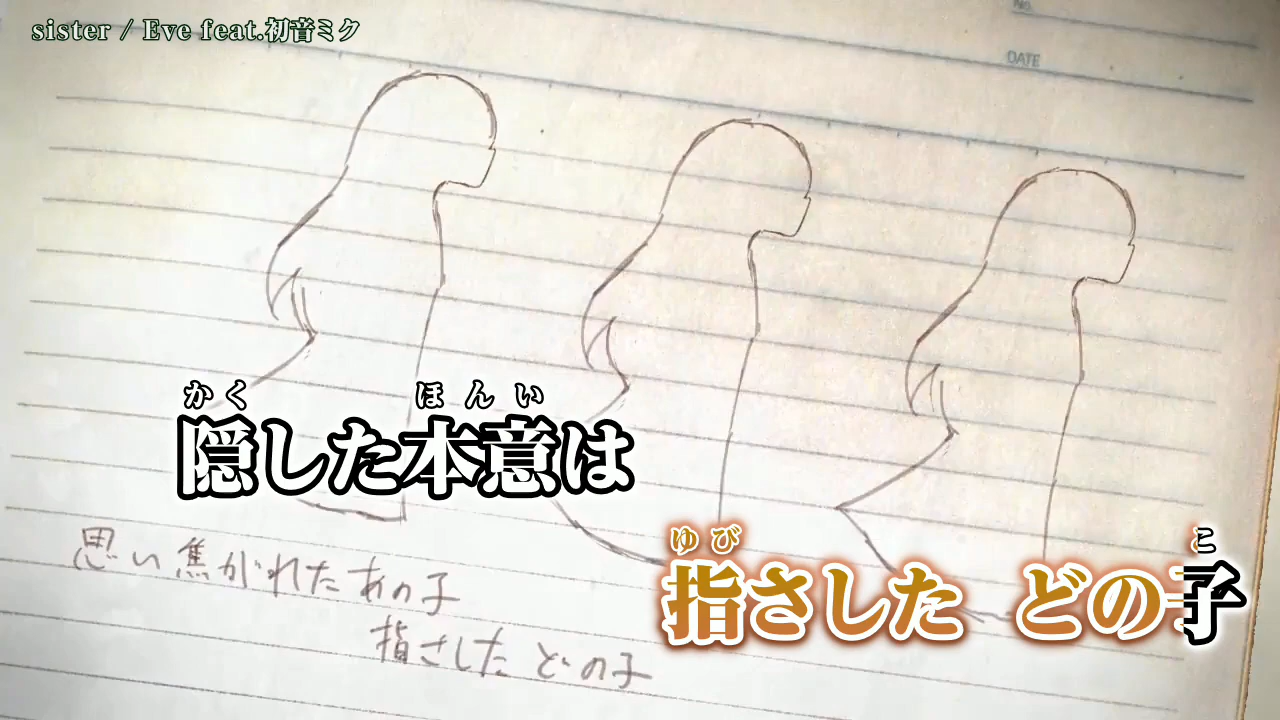 sister / Eve feat.初音ミク
No.
DATE
かく ほんい
隠した本意は
ゆび こ
指さした どの子
思い焦がれたあの子
指さした どの子